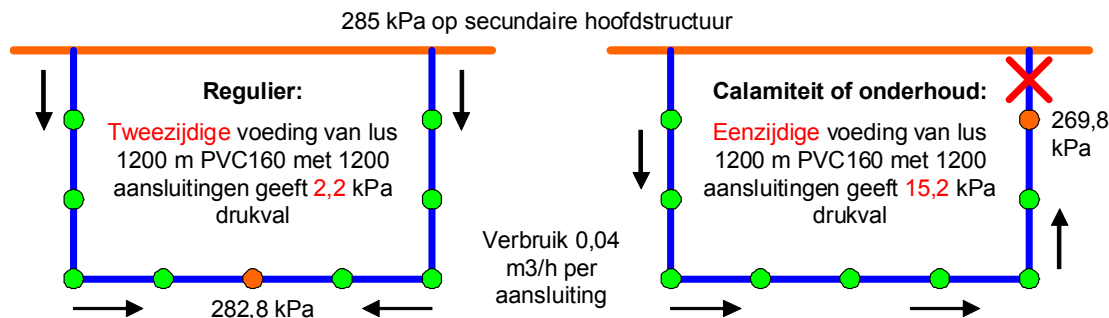 285 kPa op secundaire hoofdstructuur
Regulier:
Tweezijdige voeding van lus
1200 m PVC160 met 1200
aansluitingen geeft 2,2 kPa
drukval
282,8 kPa
Verbruik 0,04
m3/h per
aansluiting
Calamiteit of onderhoud:
Eenzijdige voeding van lus
1200 m PVC160 met 1200
aansluitingen geeft 15,2 kPa
drukval
269,8
kPa